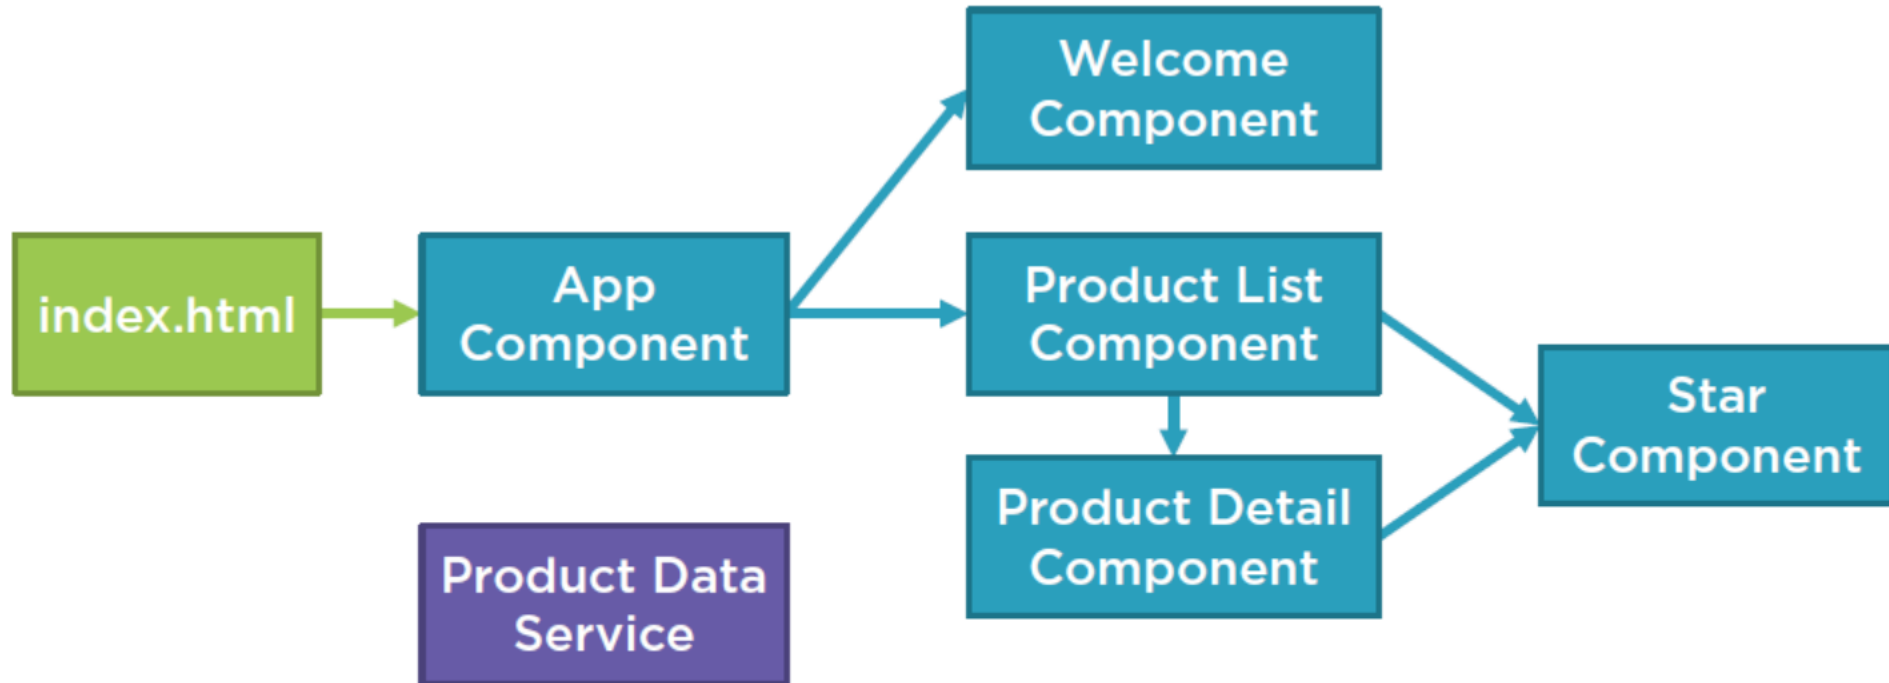 Welcome
Component
index.html
App
Component
Product List
Component
Star
Component
Product Detail
Component
Product Data
Service